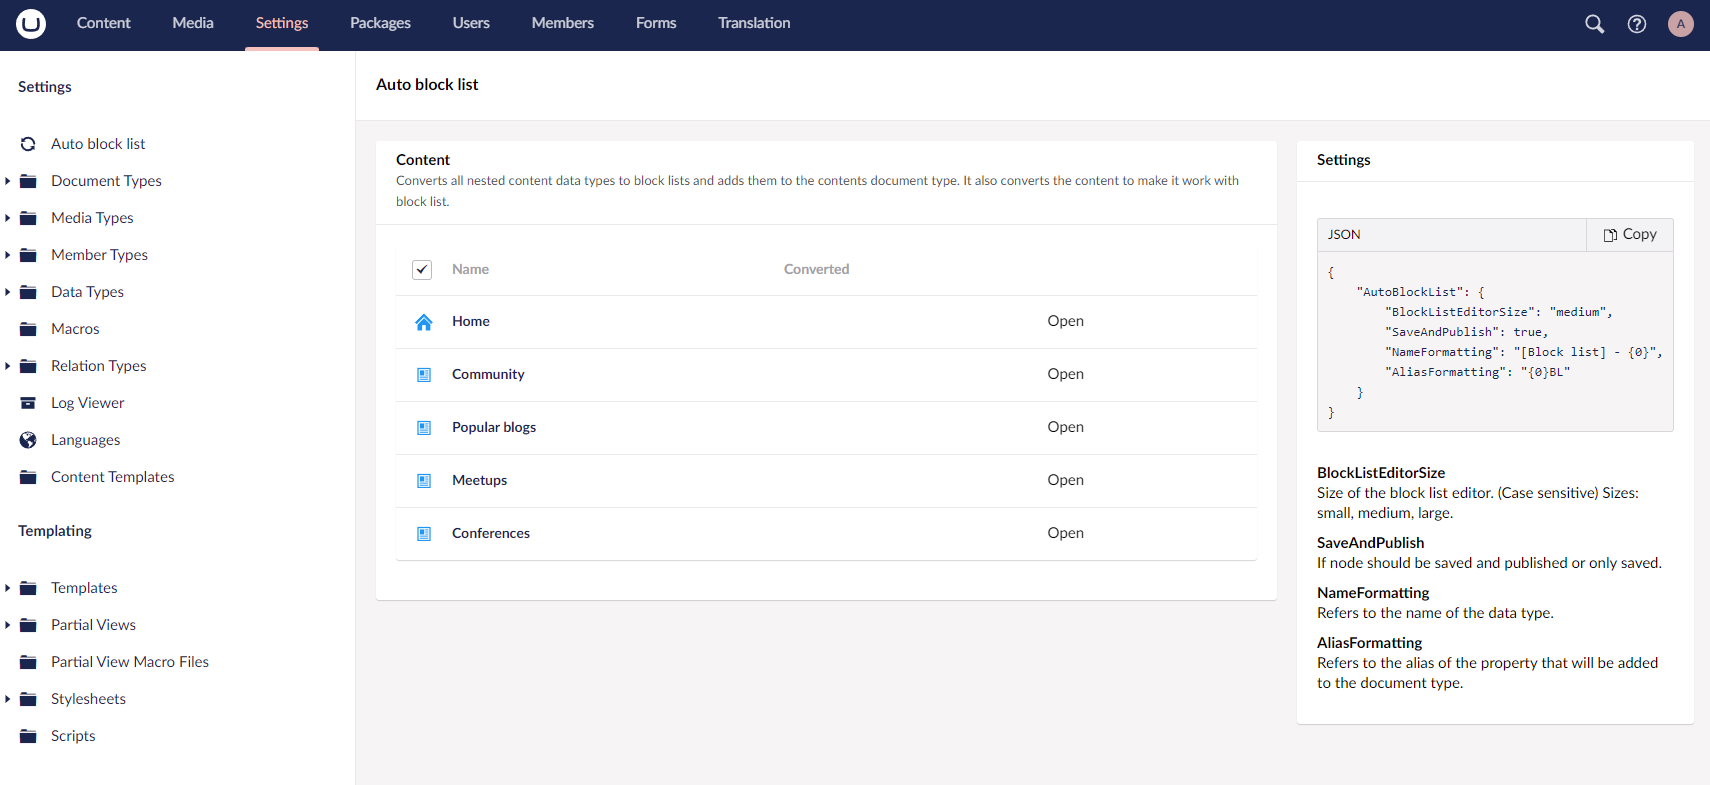 Content Media Settings Packages Users Members Forms Translation
A
Settings
Auto block list
Document Types
Media Types
Member Types
Data Types
Macros
Relation Types
Log Viewer
Languages
Content Templates
Templating
Templates
Partial Views
Partial View Macro Files
Stylesheets
Scripts
Auto block list
Content
Converts all nested content data types to block lists and adds them to the contents document type. It also converts the content to make it work with
block list.
Name Converted
Home Open
Community Open
Popular blogs Open
Meetups Open
Conferences Open
Settings
JSON Copy
{
    "AutoBlockList": {
        "BlockListEditorSize": "medium",
        "SaveAndPublish": true,
        "NameFormatting": "[Block list] - {0}",
        "AliasFormatting": "{0}BL"
    }
}
BlockListEditorSize
Size of the block list editor. (Case sensitive) Sizes:
small, medium, large.
SaveAndPublish
If node should be saved and published or only saved.
NameFormatting
Refers to the name of the data type.
AliasFormatting
Refers to the alias of the property that will be added
to the document type.